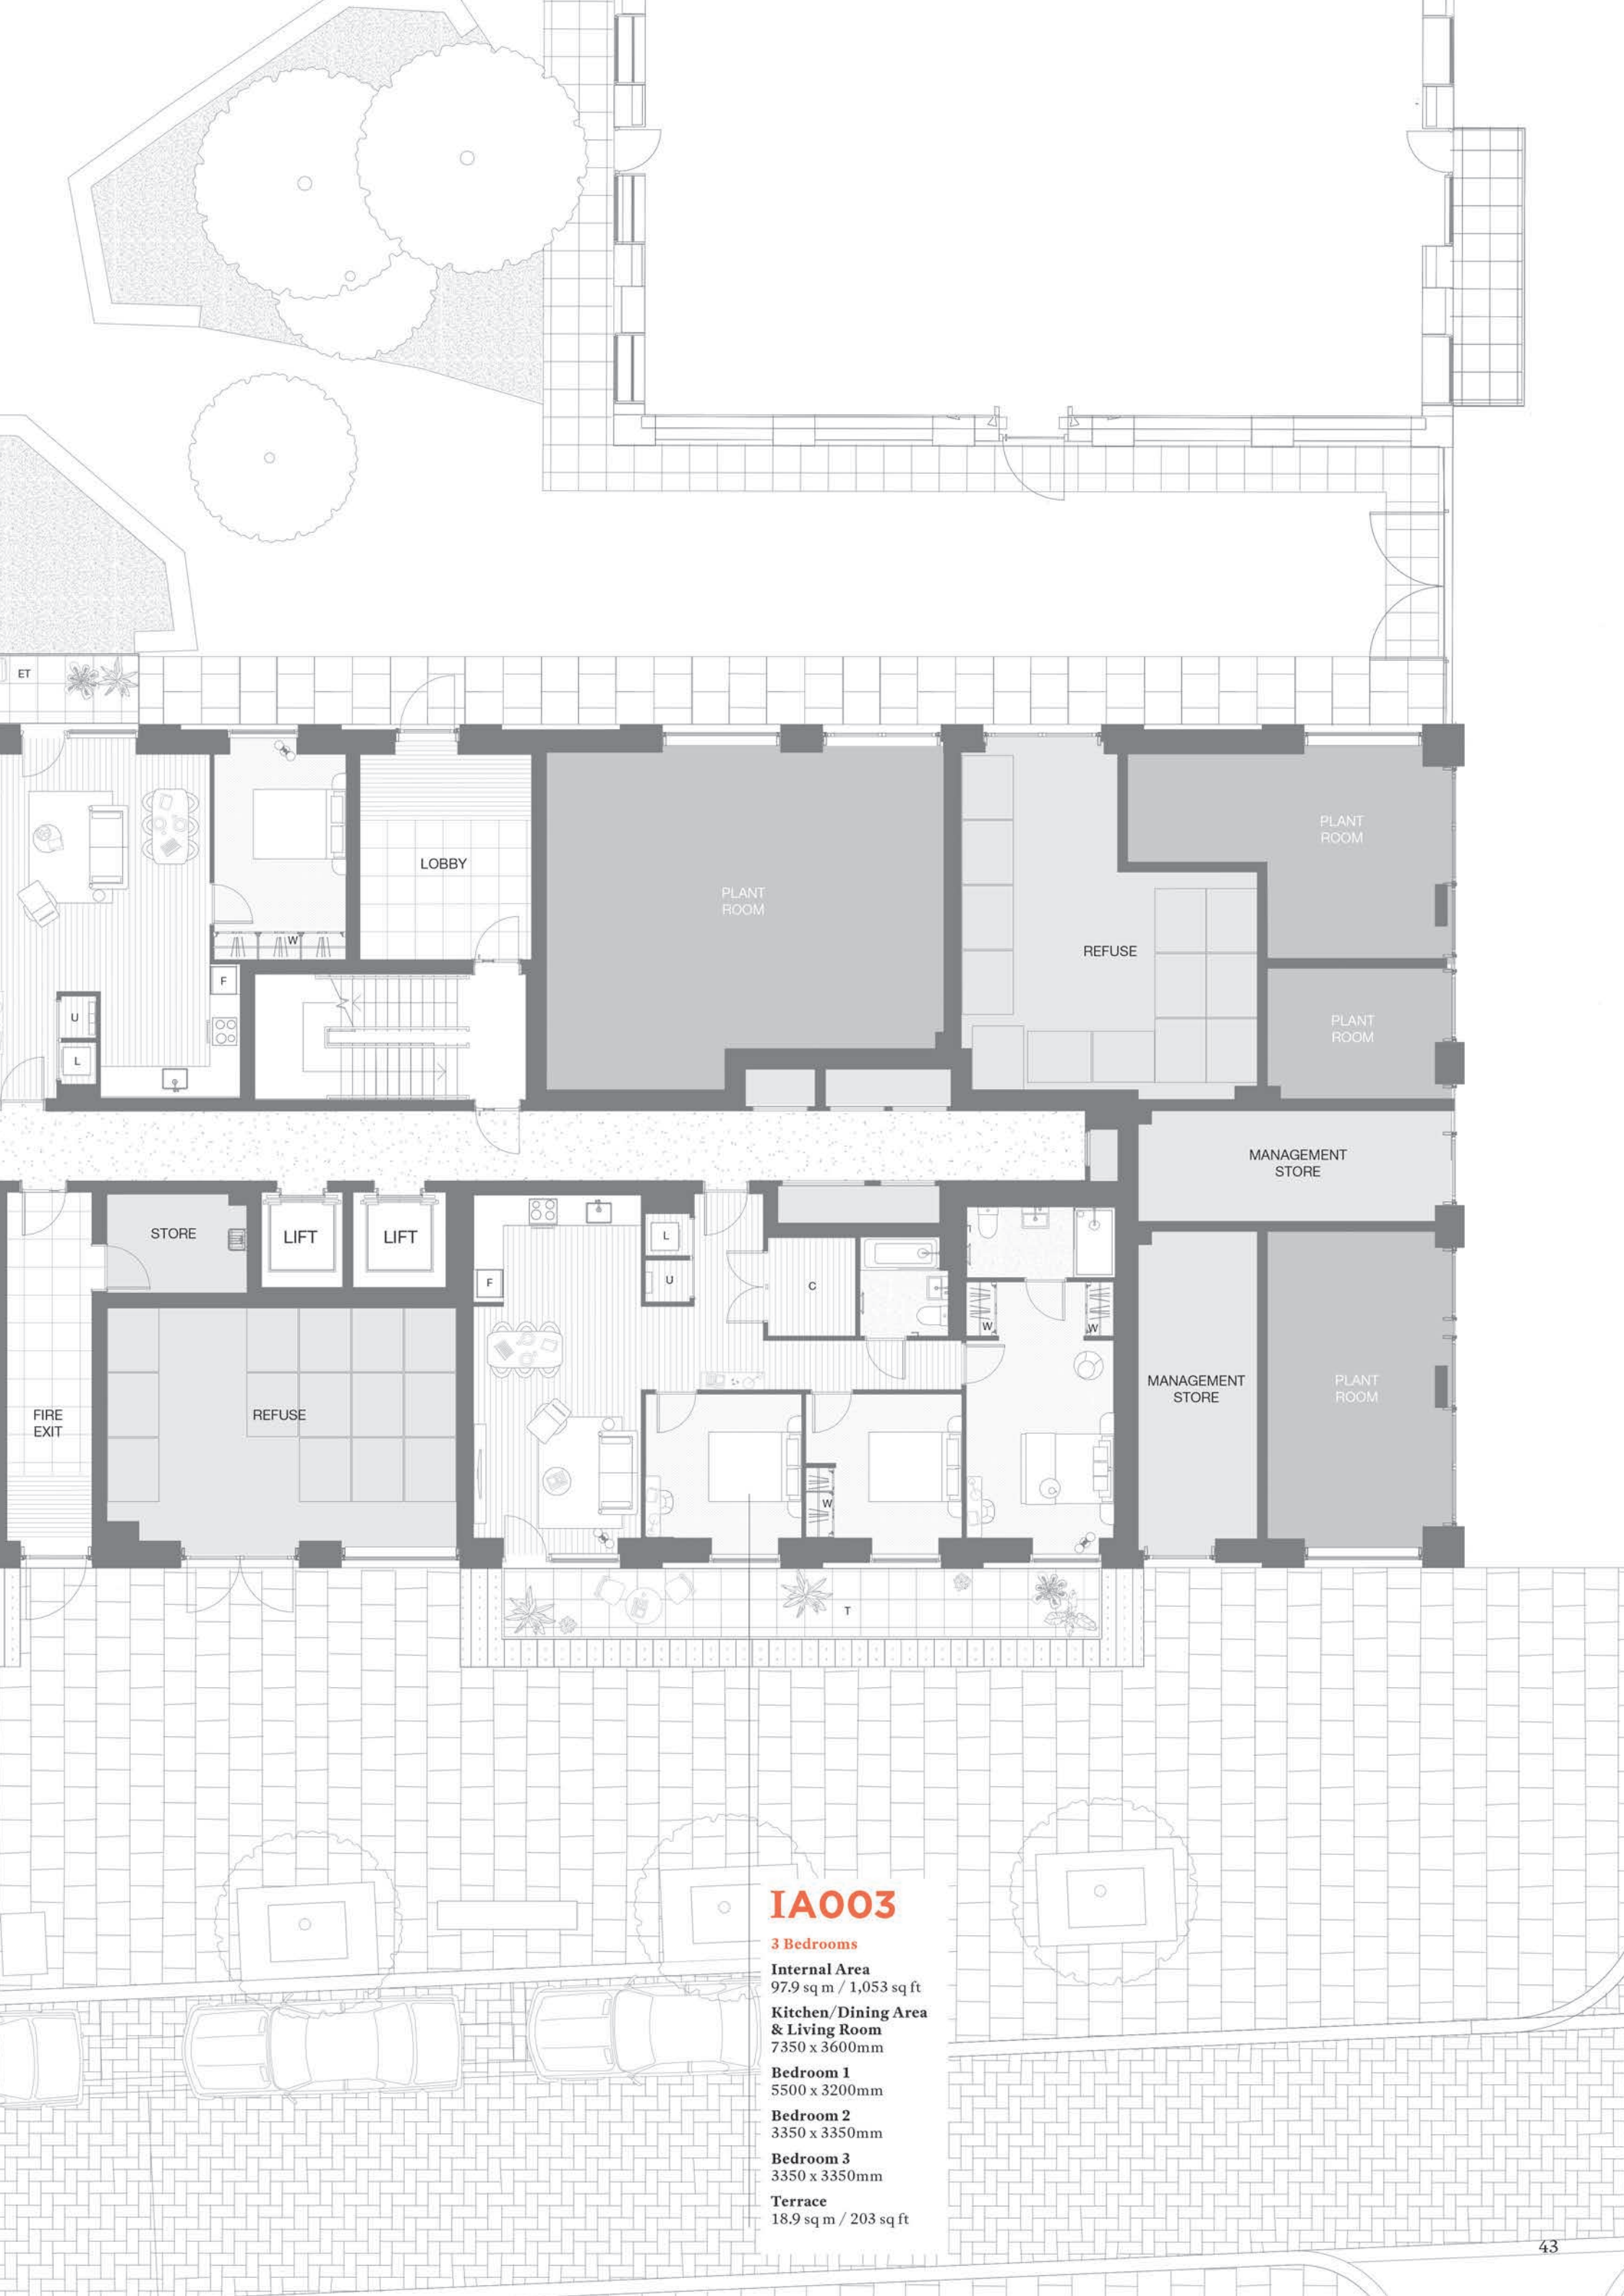 ET
LOBBY
PLANT
ROOM
PLANT
ROOM
REFUSE
W
F
U
L
PLANT
ROOM
MANAGEMENT
STORE
STORE
LIFT
LIFT
L
U
F
C
W
W
FIRE
EXIT
REFUSE
W
MANAGEMENT
STORE
PLANT
ROOM
T
IA003
3 Bedrooms
Internal Area
97.9 sq m / 1,053 sq ft
Kitchen/Dining Area
& Living Room
7350 x 3600mm
Bedroom 1
5500 x 3200mm
Bedroom 2
3350 x 3350mm
Bedroom 3
3350 x 3350mm
Terrace
18.9 sq m / 203 sq ft
43